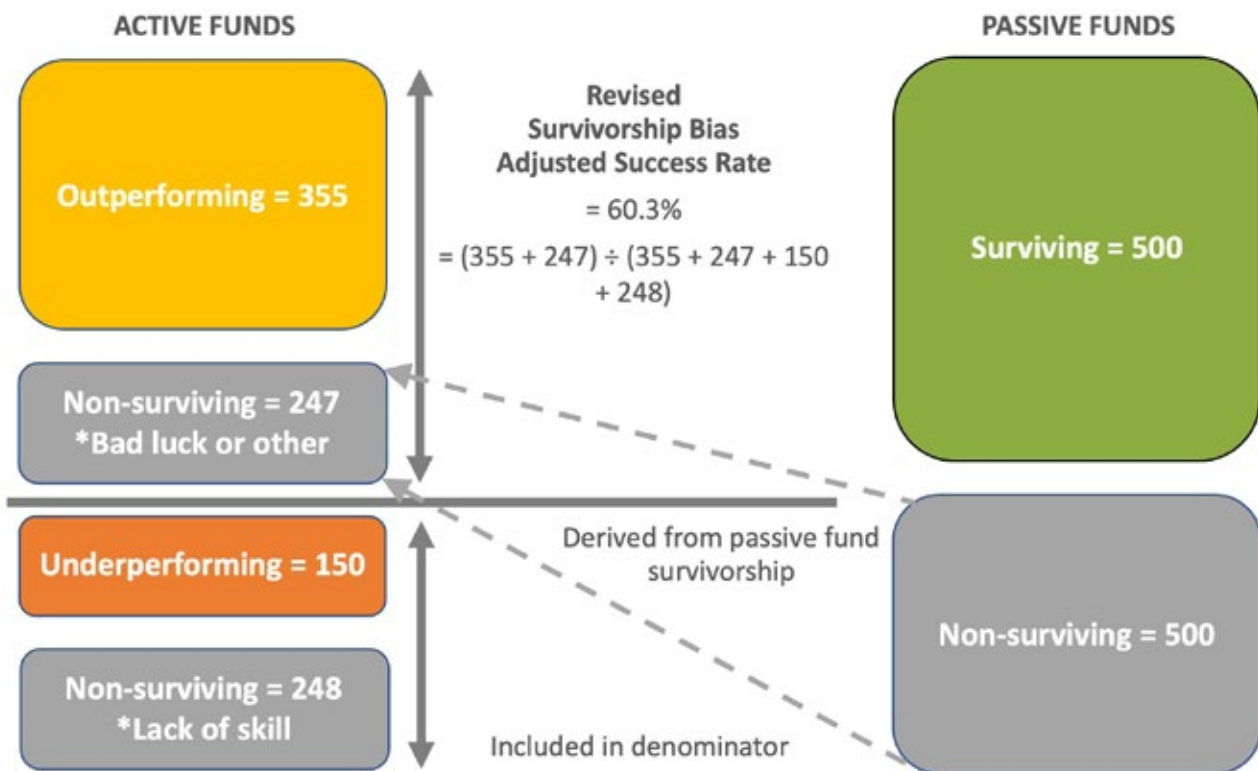 ACTIVE FUNDS
PASSIVE FUNDS
Outperforming = 355
Revised
Survivorship Bias
Adjusted Success Rate
= 60.3%
= (355 + 247) ÷ (355 + 247 + 150
+ 248)
Surviving = 500
Non-surviving = 247
*Bad luck or other
Underperforming = 150
Derived from passive fund
survivorship
Non-surviving = 500
Non-surviving = 248
*Lack of skill
Included in denominator